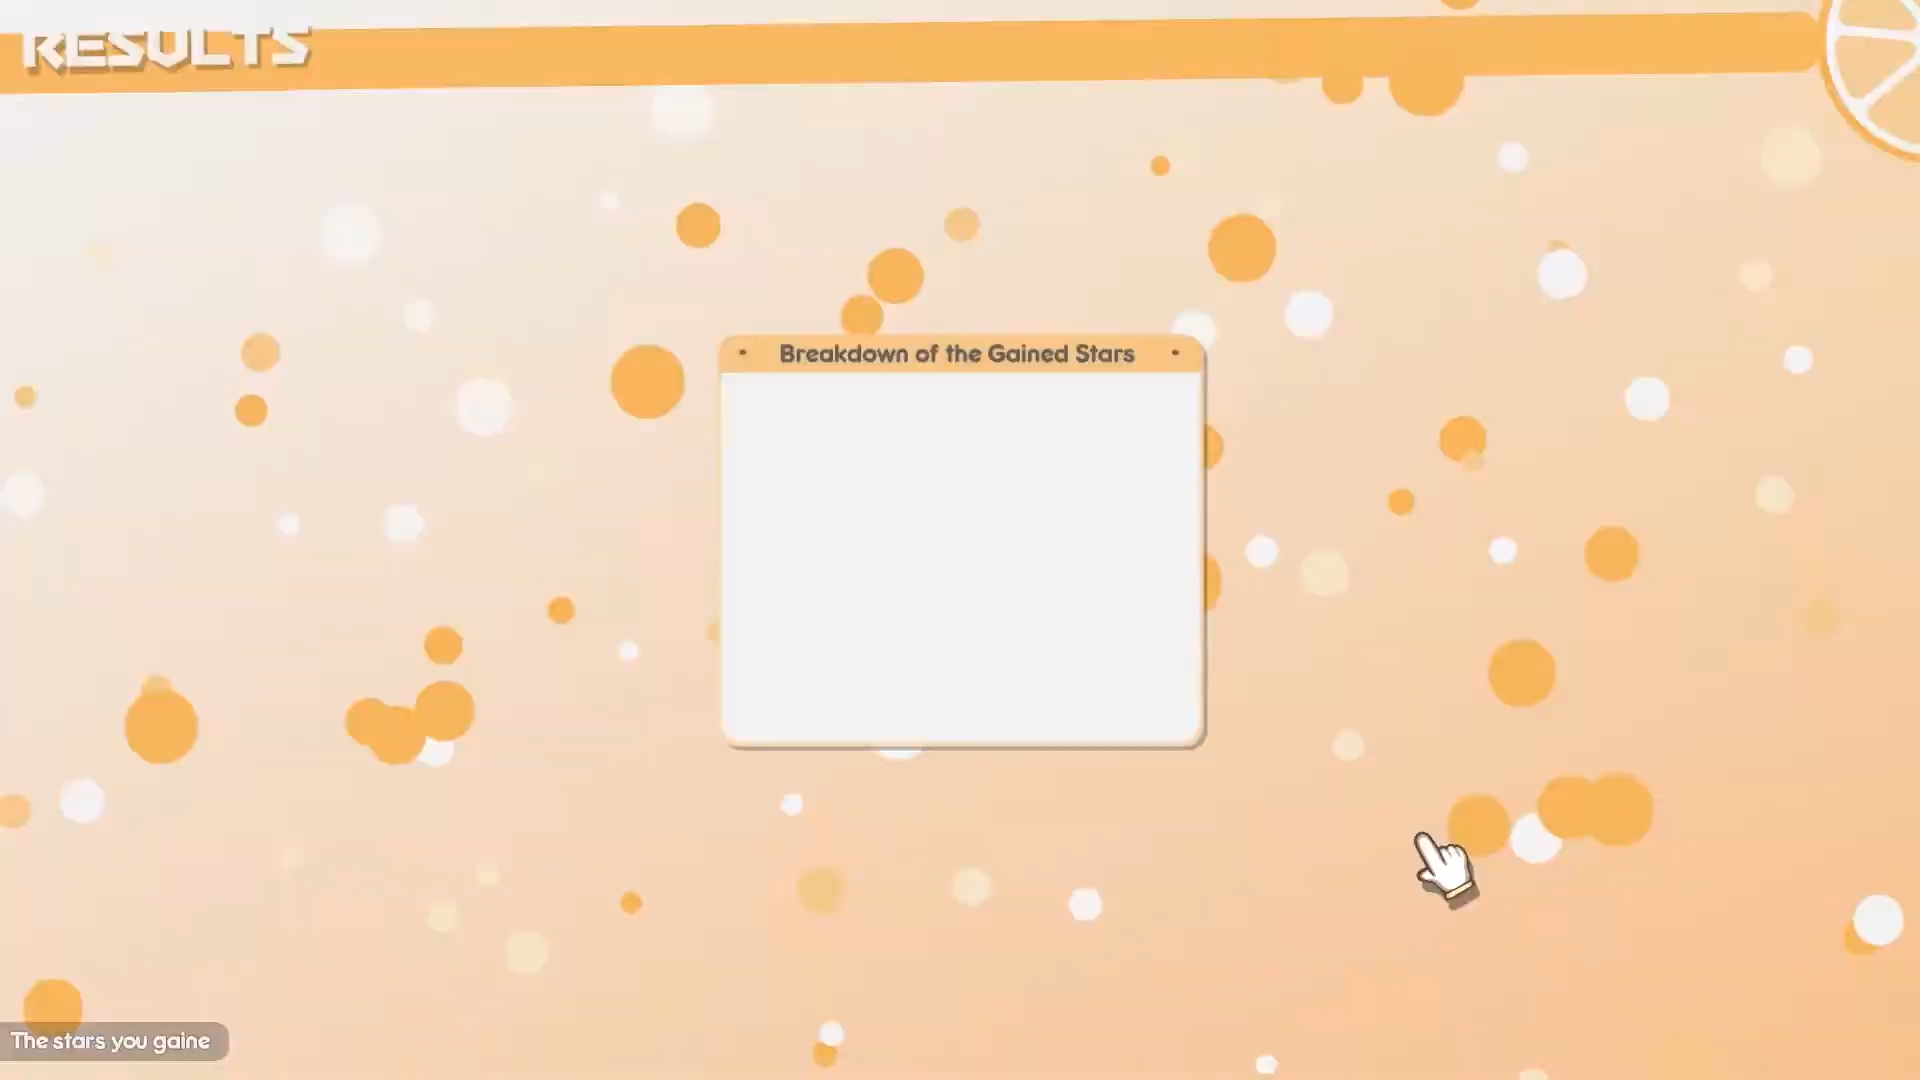 RESULTS
• Breakdown of the Gained Stars •
The stars you gaine